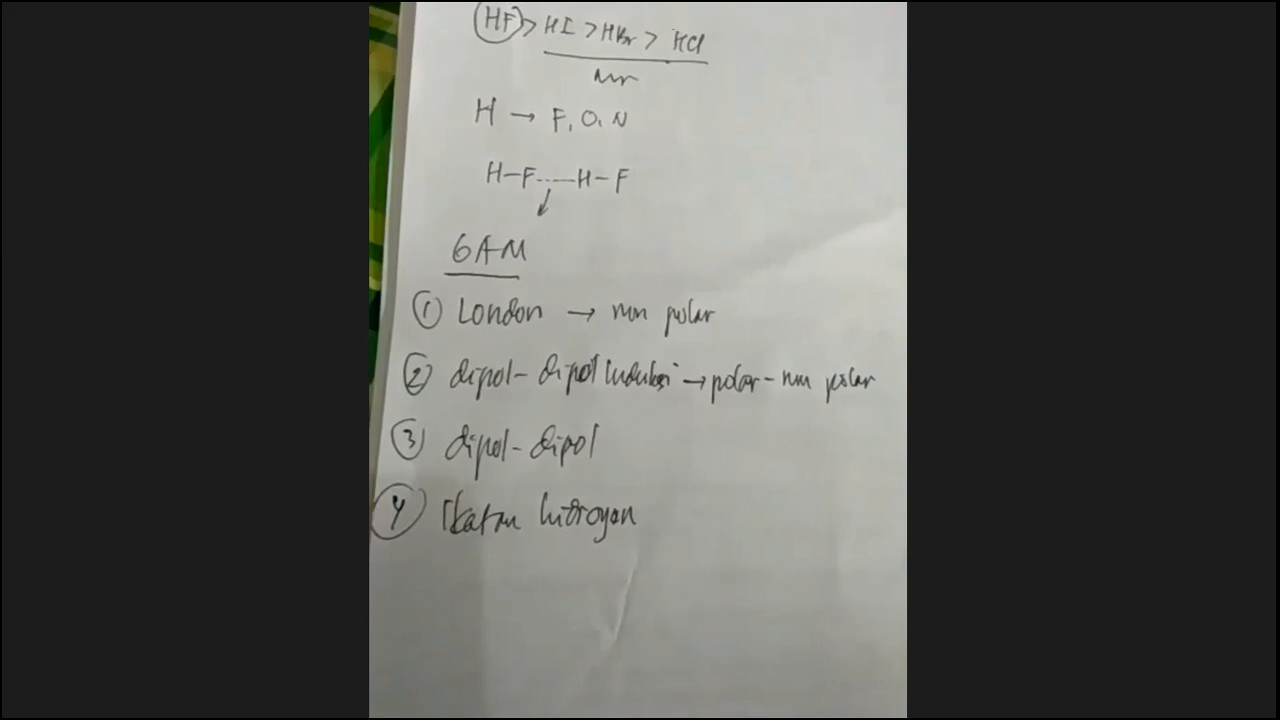 HF > HI > HBr > HCl
Mr
H → F, O, N
H-F-----H-F
GAM
① London → non polar
② dipol-dipol induksi → polar-non polar
③ dipol-dipol
④ Ikatan hidrogen